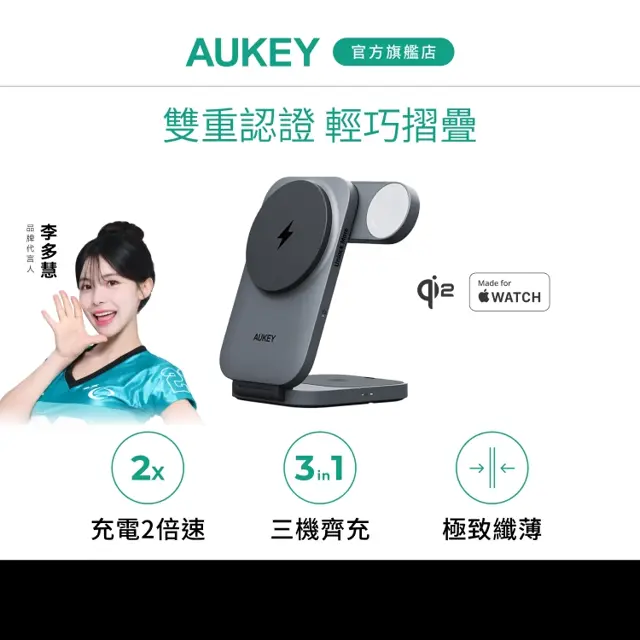 AUKEY 官方旗艦店
雙重認證 輕巧摺疊
品牌代言人
李多慧
AUKEY
Qi2
Made for
WATCH
2x
3in1
充電2倍速
三機齊充
極致纖薄